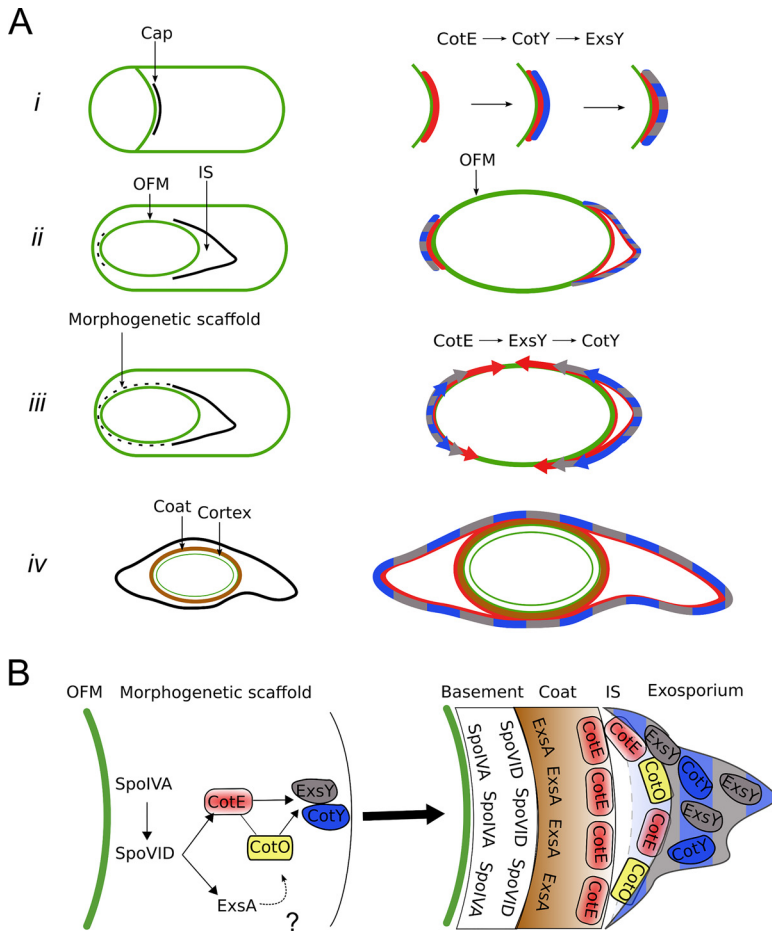 A
Cap
CotE → CotY → ExsY
i
OFM
IS
OFM
ii
Morphogenetic scaffold
CotE → ExsY → CotY
iii
Coat
Cortex
iv
B
OFM Morphogenetic scaffold
SpoIVA
SpoVID
CotE
CotO
ExsY
CotY
ExsA
?
Basement Coat IS Exosporium
SpoIVA
SpoIVA
SpoIVA
SpoVID
SpoVID
SpoVID
ExsA
ExsA
ExsA
ExsA
CotE
CotE
CotE
CotE
CotE
CotO
CotE
CotO
ExsY
CotY
ExsY
ExsY
CotY